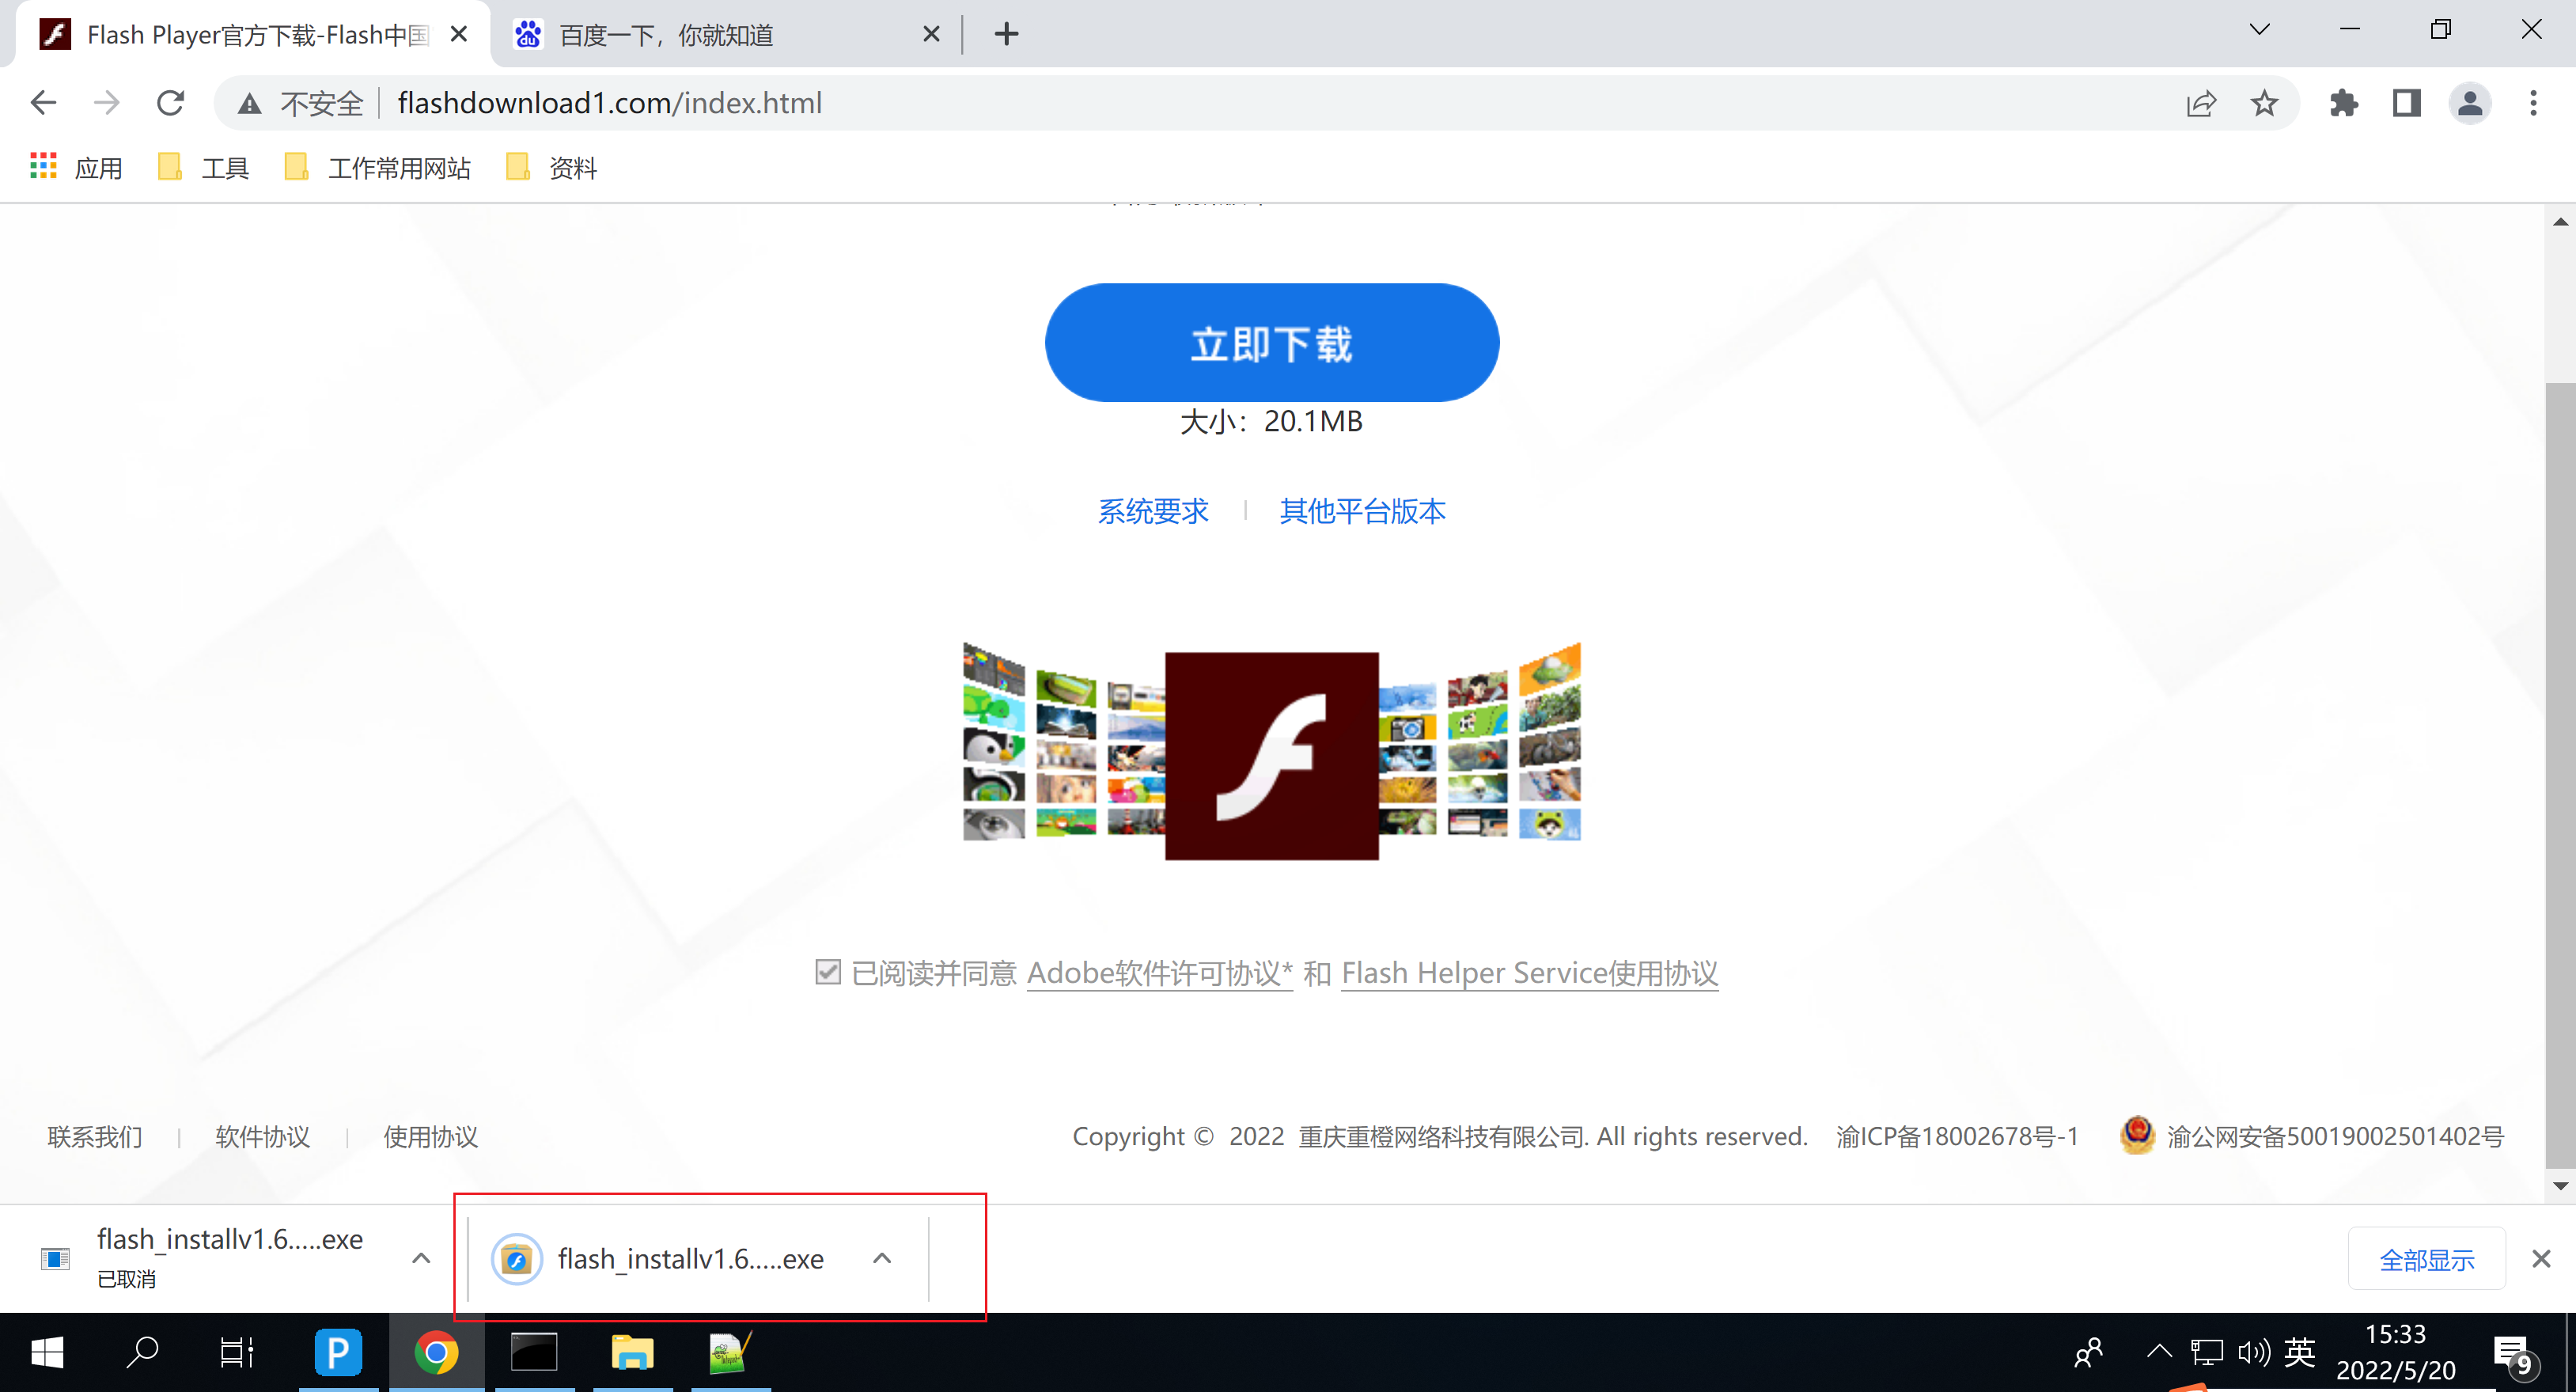 Flash Player官方下载-Flash中国
百度一下，你就知道
不安全
flashdownload1.com/index.html
应用
工具
工作常用网站
资料
立即下载
大小：20.1MB
系统要求
其他平台版本
已阅读并同意 Adobe软件许可协议* 和 Flash Helper Service使用协议
联系我们
软件协议
使用协议
Copyright © 2022 重庆重橙网络科技有限公司. All rights reserved.
渝ICP备18002678号-1
渝公网安备50019002501402号
flash_installv1.6.....exe
已取消
flash_installv1.6.....exe
全部显示
英
15:33
2022/5/20
9